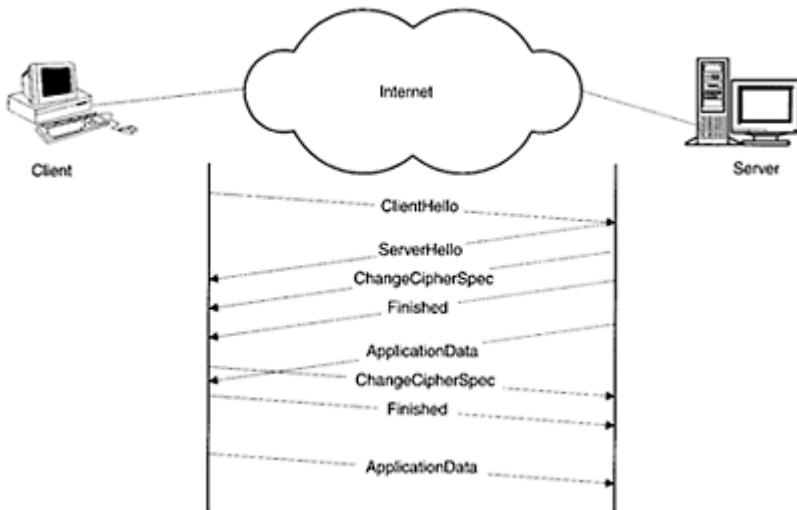 Internet
Client
Server
ClientHello
ServerHello
ChangeCipherSpec
Finished
ApplicationData
ChangeCipherSpec
Finished
ApplicationData